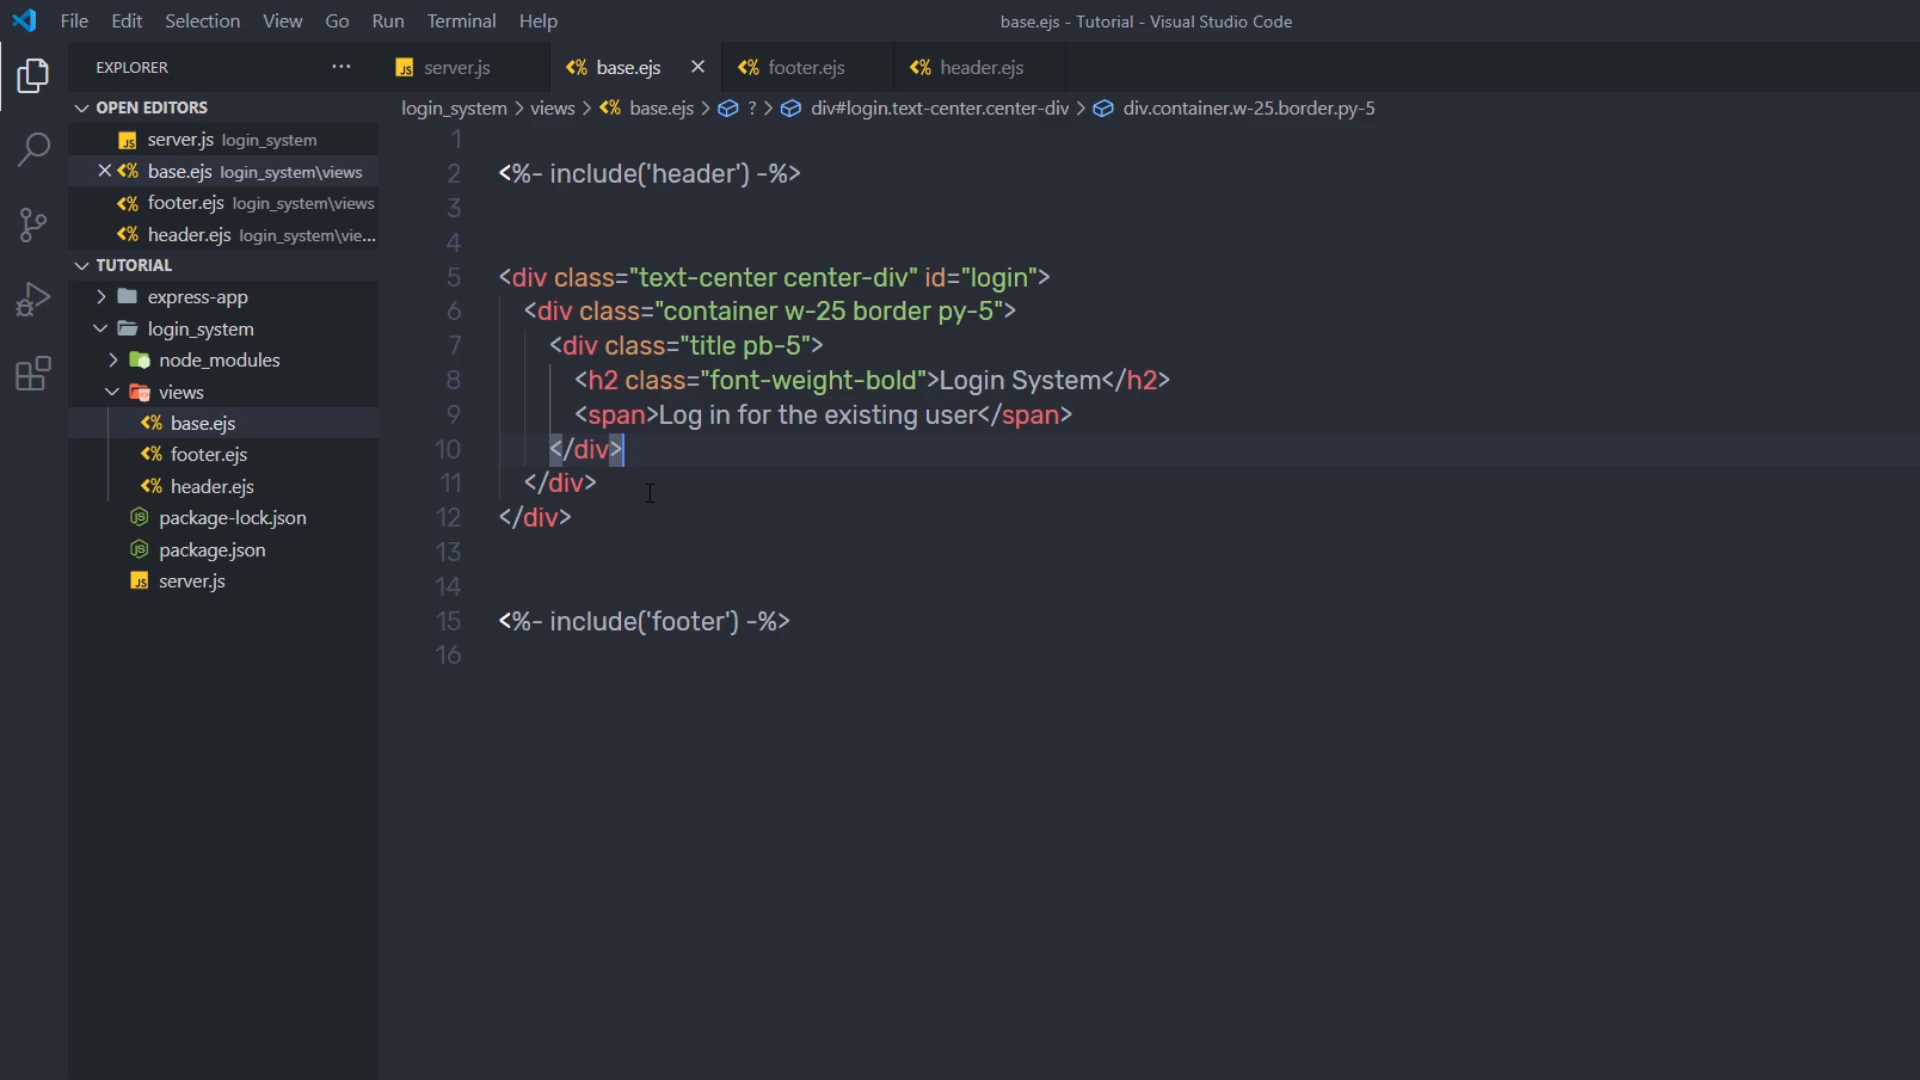 File Edit Selection View Go Run Terminal Help
base.ejs - Tutorial - Visual Studio Code
EXPLORER ···
server.js
base.ejs
footer.ejs
header.ejs
OPEN EDITORS
server.js login_system
base.ejs login_system\views
footer.ejs login_system\views
header.ejs login_system\vie...
TUTORIAL
express-app
login_system
node_modules
views
base.ejs
footer.ejs
header.ejs
package-lock.json
package.json
server.js
login_system > views > base.ejs > ? > div#login.text-center.center-div > div.container.w-25.border.py-5
1
2 <%- include('header') -%>
3
4
5 <div class="text-center center-div" id="login">
6 <div class="container w-25 border py-5">
7 <div class="title pb-5">
8 <h2 class="font-weight-bold">Login System</h2>
9 <span>Log in for the existing user</span>
10 </div>
11 </div>
12 </div>
13
14
15 <%- include('footer') -%>
16